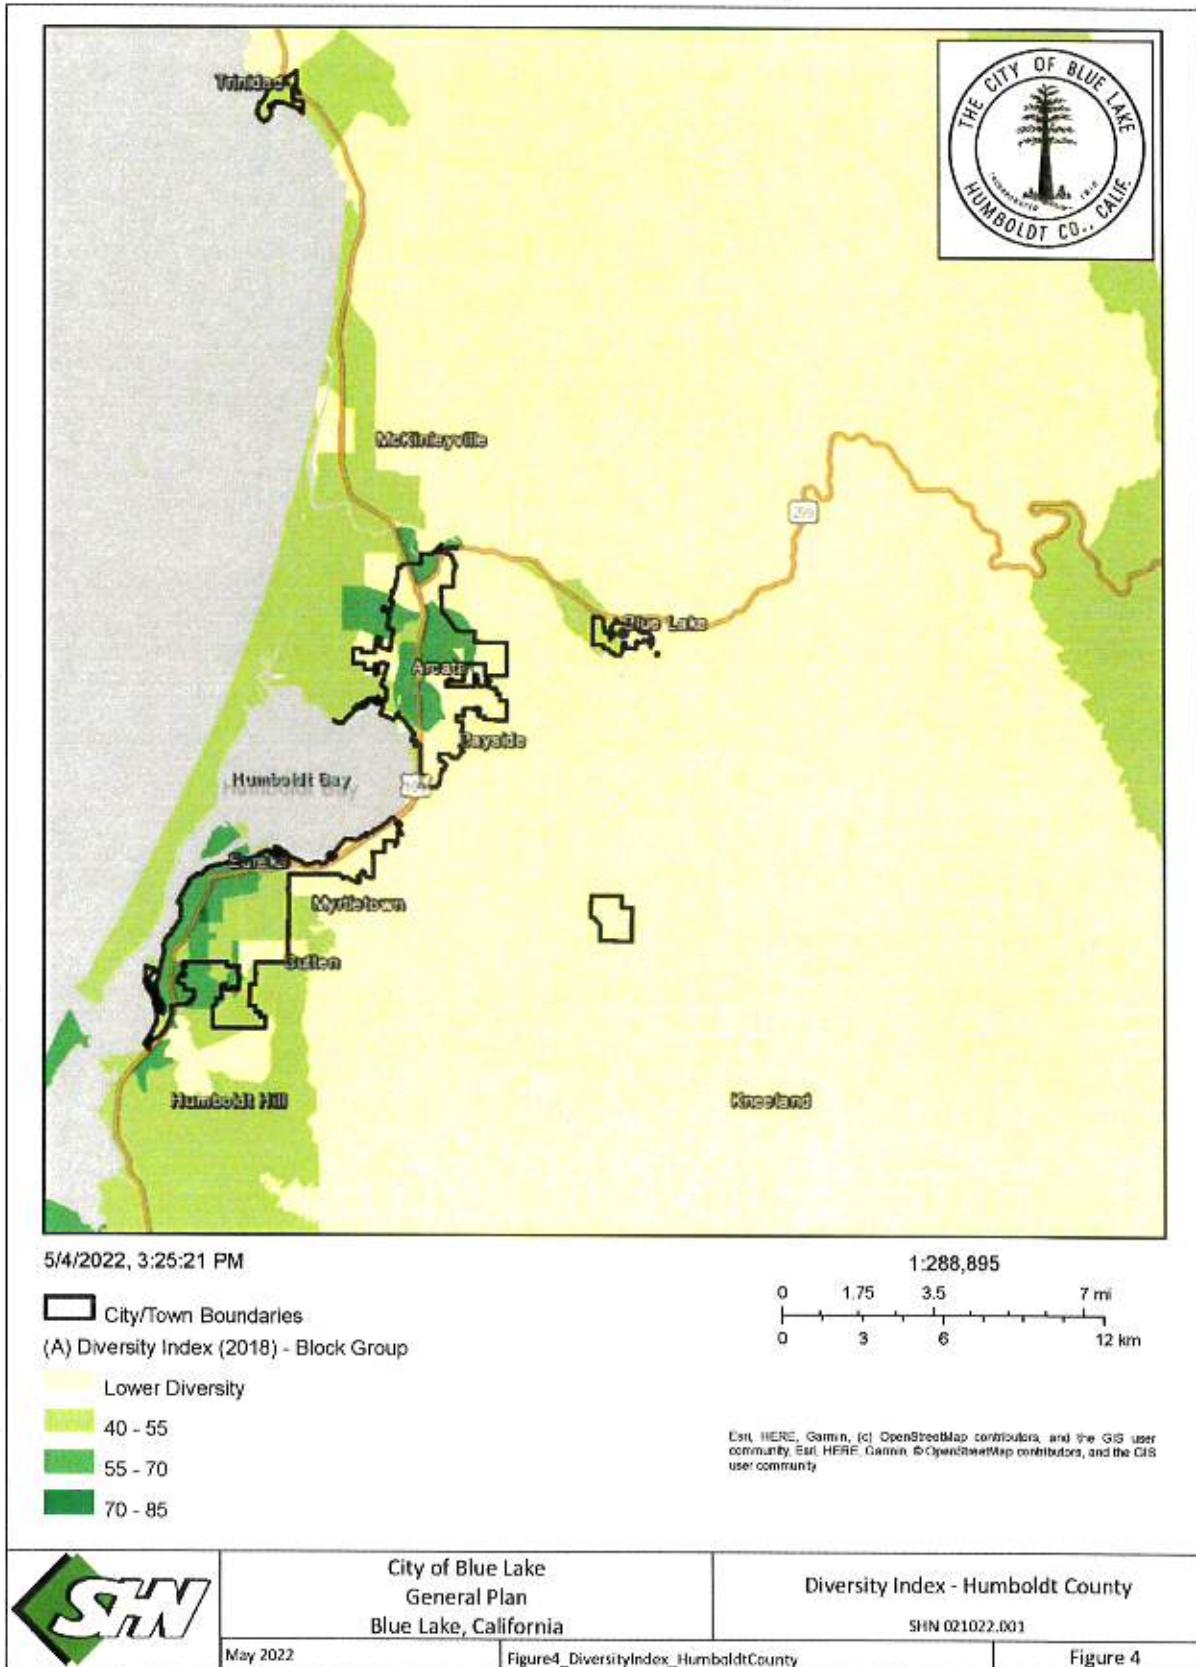 Trinidad
THE CITY OF BLUE LAKE
INCORPORATED 1910
HUMBOLDT CO., CALIF.
McKinleyville
299
Blue Lake
Arcata
Bayside
Humboldt Bay
101
Eureka
Myrtletown
Cutten
Humboldt Hill
Kneeland
5/4/2022, 3:25:21 PM
1:288,895
0 1.75 3.5 7 mi
0 3 6 12 km
City/Town Boundaries
(A) Diversity Index (2018) - Block Group
Lower Diversity
40 - 55
55 - 70
70 - 85
Esri, HERE, Garmin, (c) OpenStreetMap contributors, and the GIS user
community, Esri, HERE, Garmin, © OpenStreetMap contributors, and the GIS
user community
SHN
City of Blue Lake
General Plan
Blue Lake, California
Diversity Index - Humboldt County
SHN 021022.001
May 2022
Figure4_DiversityIndex_HumboldtCounty
Figure 4